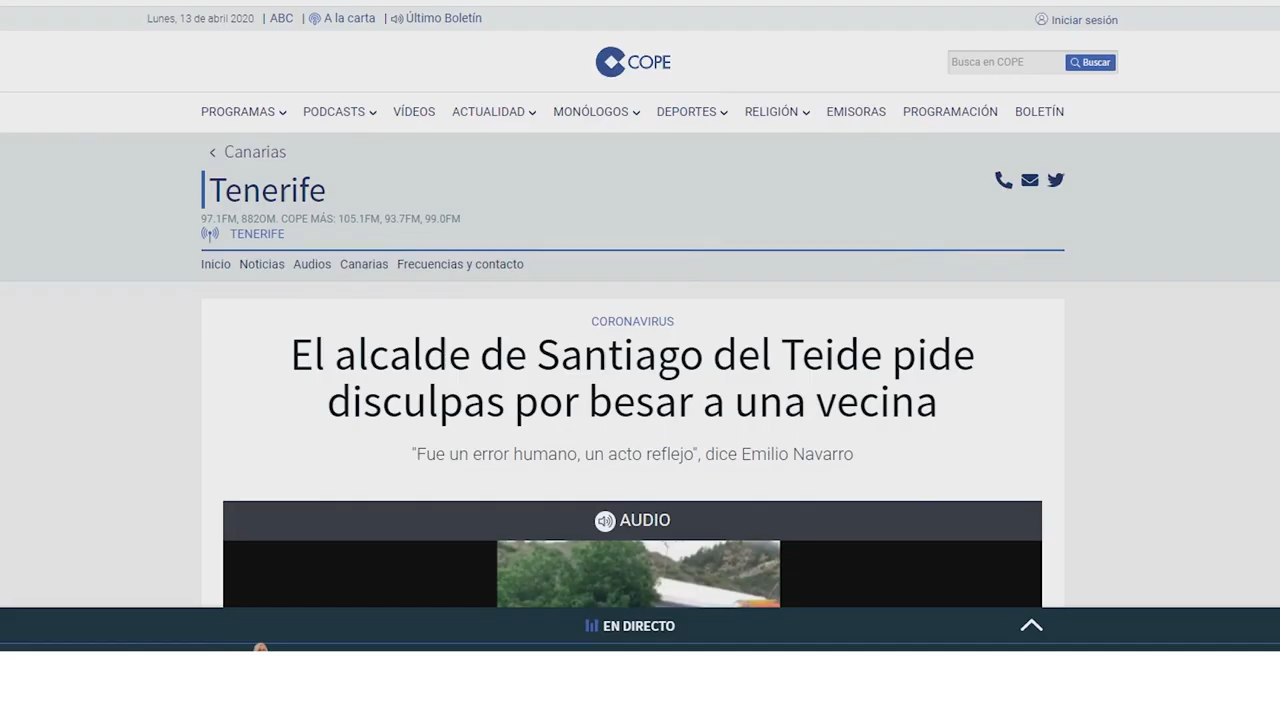 Lunes, 13 de abril 2020 | ABC | A la carta | Último Boletín
Iniciar sesión
COPE
Busca en COPE
Buscar
PROGRAMAS PODCASTS VÍDEOS ACTUALIDAD MONÓLOGOS DEPORTES RELIGIÓN EMISORAS PROGRAMACIÓN BOLETÍN
< Canarias
Tenerife
97.1FM, 882OM. COPE MÁS: 105.1FM, 93.7FM, 99.0FM
TENERIFE
Inicio Noticias Audios Canarias Frecuencias y contacto
CORONAVIRUS
El alcalde de Santiago del Teide pide
disculpas por besar a una vecina
"Fue un error humano, un acto reflejo", dice Emilio Navarro
AUDIO
EN DIRECTO